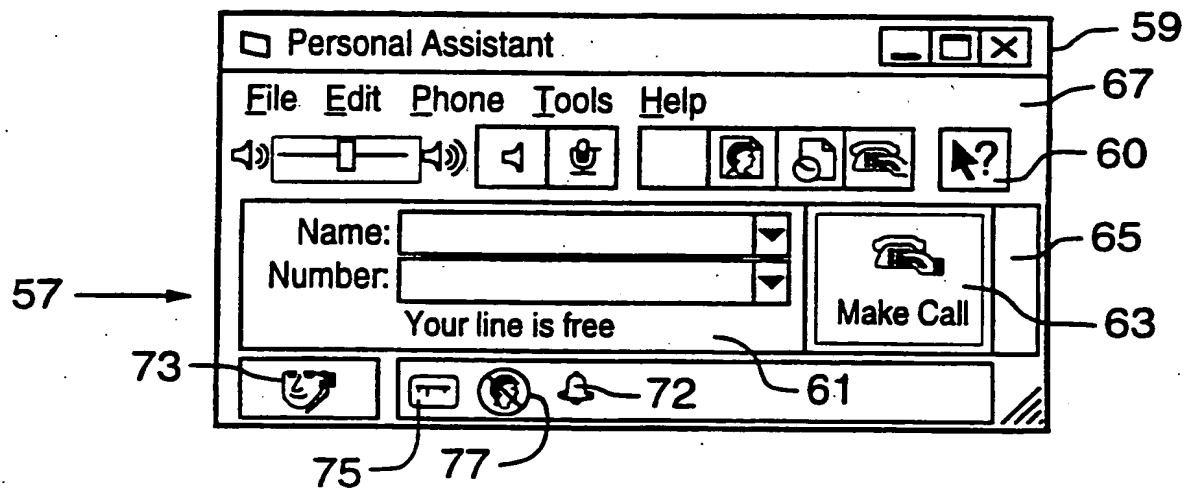 Personal Assistant
59
File Edit Phone Tools Help
67
?
60
Name:
65
Number:
57
Make Call
63
Your line is free
73
61
72
75
77